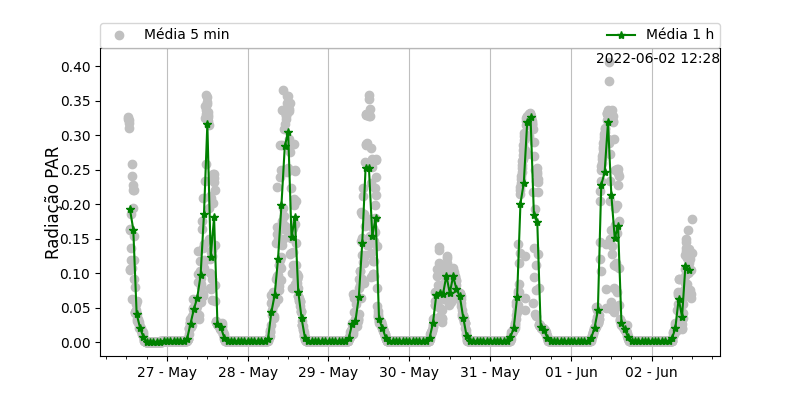 Média 5 min
Média 1 h
2022-06-02 12:28
Radiação PAR
0.40
0.35
0.30
0.25
0.20
0.15
0.10
0.05
0.00
27 - May
28 - May
29 - May
30 - May
31 - May
01 - Jun
02 - Jun